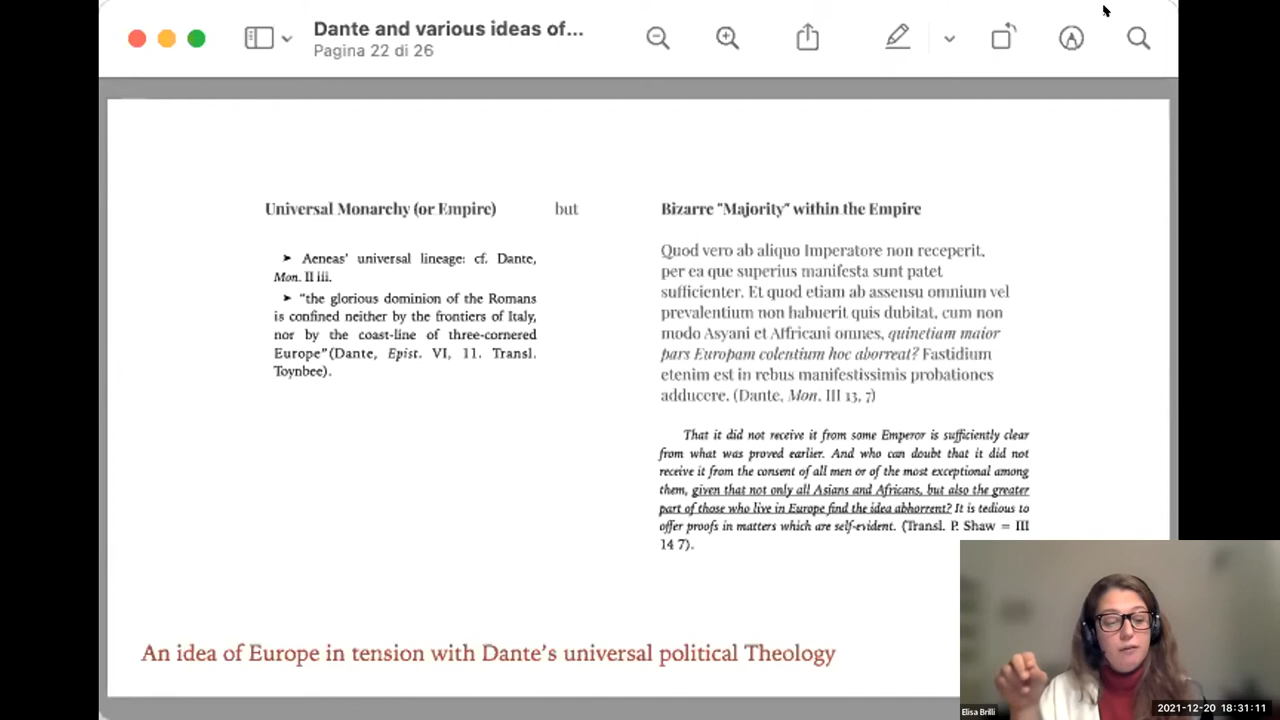 Dante and various ideas of...
Pagina 22 di 26
Universal Monarchy (or Empire)
but
Bizarre "Majority" within the Empire
➤ Aeneas' universal lineage: cf. Dante,
Mon. II iii.
➤ "the glorious dominion of the Romans
is confined neither by the frontiers of Italy,
nor by the coast-line of three-cornered
Europe"(Dante, Epist. VI, 11. Transl.
Toynbee).
Quod vero ab aliquo Imperatore non receperit,
per ea que superius manifesta sunt patet
sufficienter. Et quod etiam ab assensu omnium vel
prevalentium non habuerit quis dubitat, cum non
modo Asyani et Affricani omnes, quinetiam maior
pars Europam colentium hoc aborreat? Fastidium
etenim est in rebus manifestissimis probationes
adducere. (Dante, Mon. III 13, 7)
That it did not receive it from some Emperor is sufficiently clear
from what was proved earlier. And who can doubt that it did not
receive it from the consent of all men or of the most exceptional among
them, given that not only all Asians and Africans, but also the greater
part of those who live in Europe find the idea abhorrent? It is tedious to
offer proofs in matters which are self-evident. (Transl. P. Shaw = III
14 7).
An idea of Europe in tension with Dante's universal political Theology
Elisa Brilli
2021-12-20 18:31:11